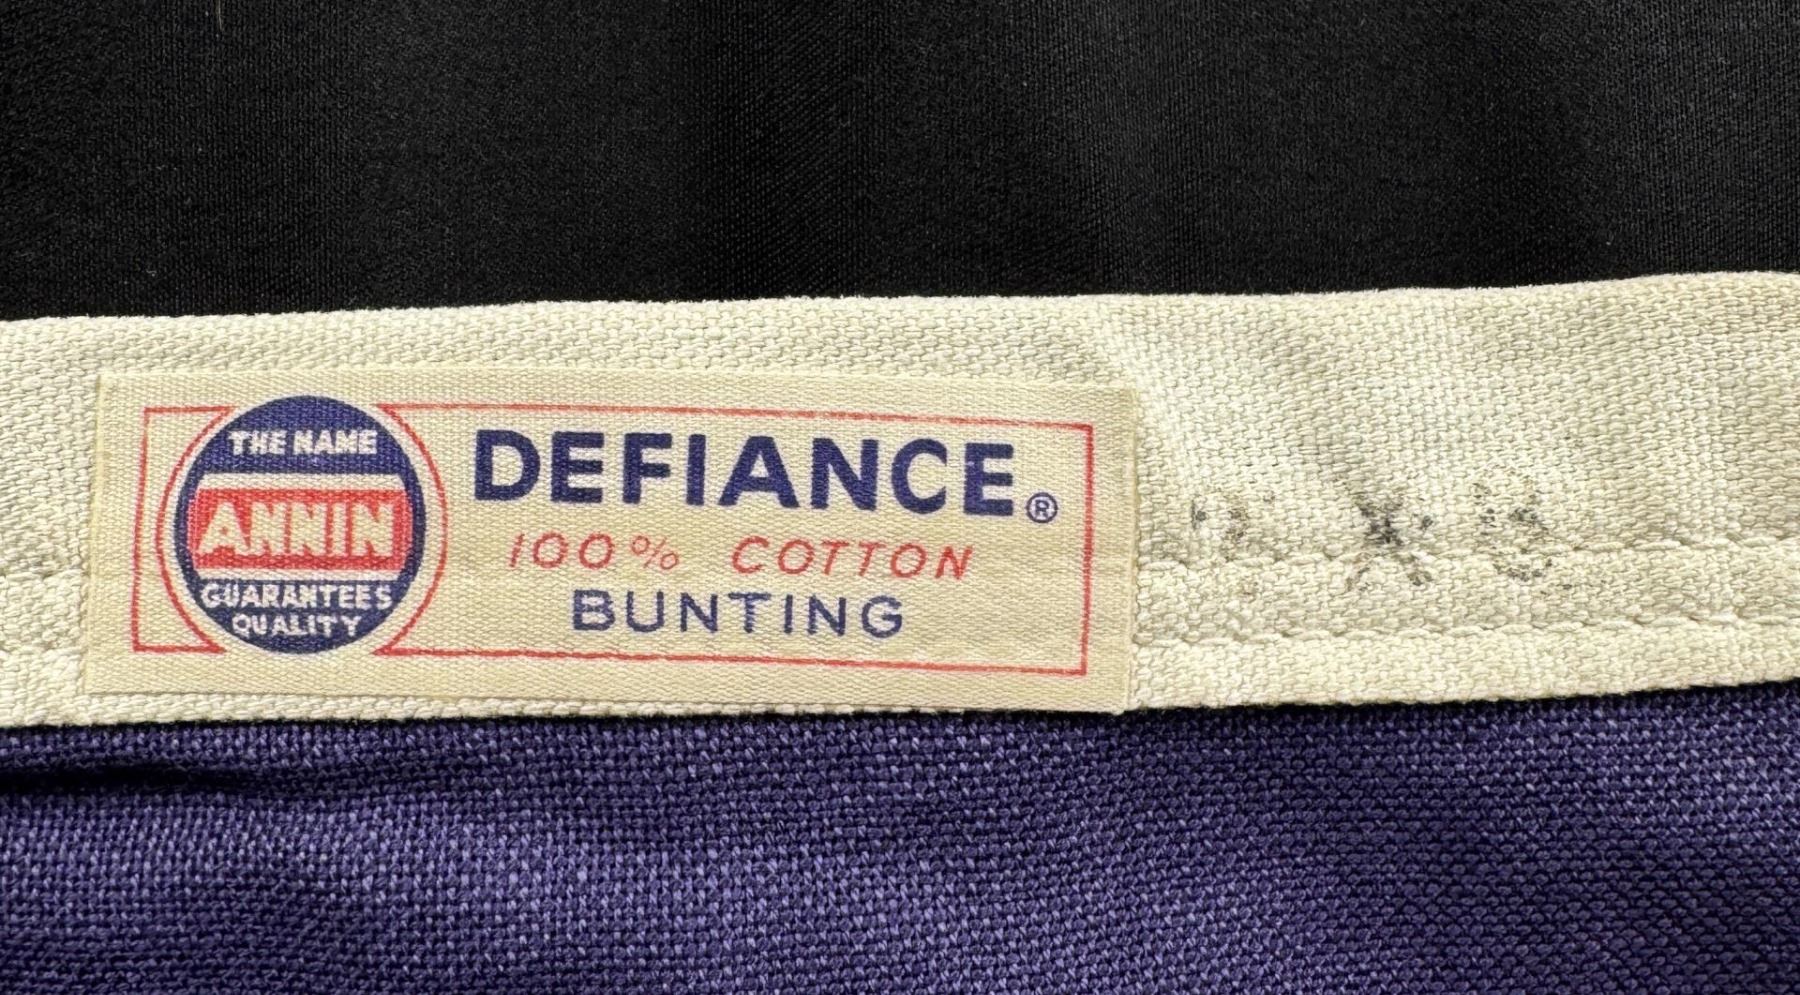 THE NAME
ANNIN
GUARANTEES
QUALITY
DEFIANCE®
100% COTTON
BUNTING